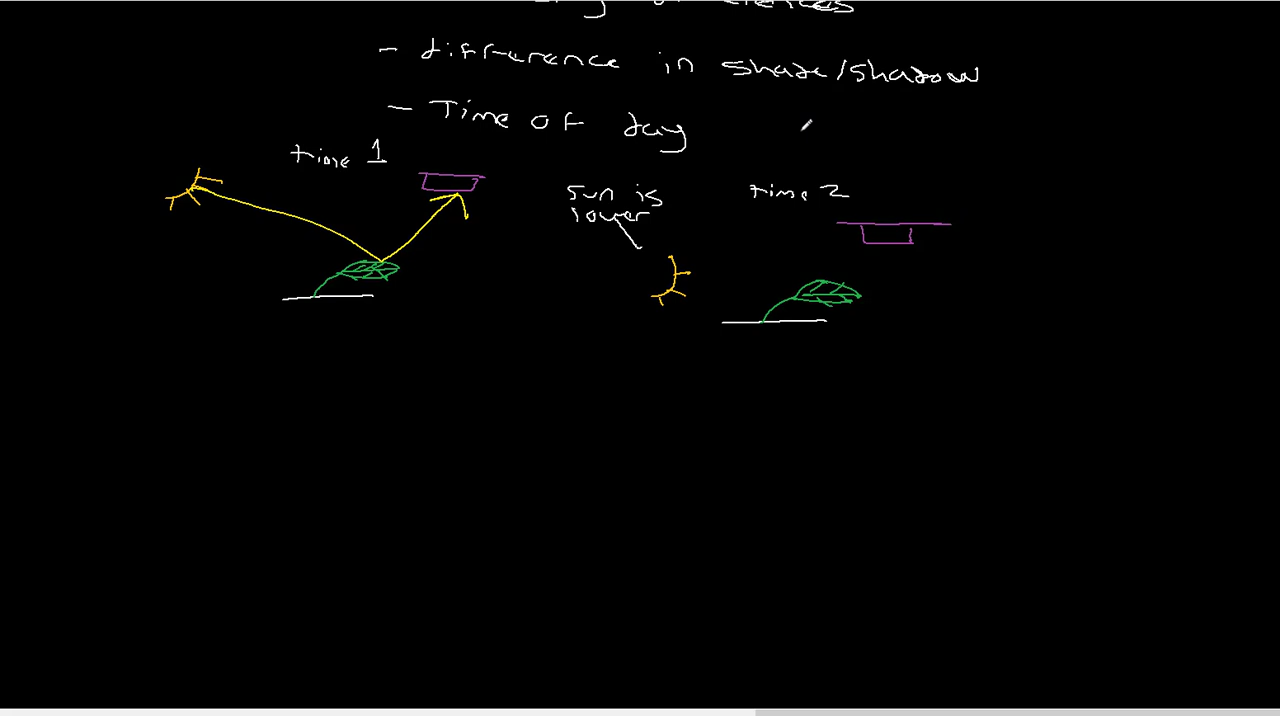 - difference in shade/shadow
- Time of day
time 1
sun is
lower
time 2